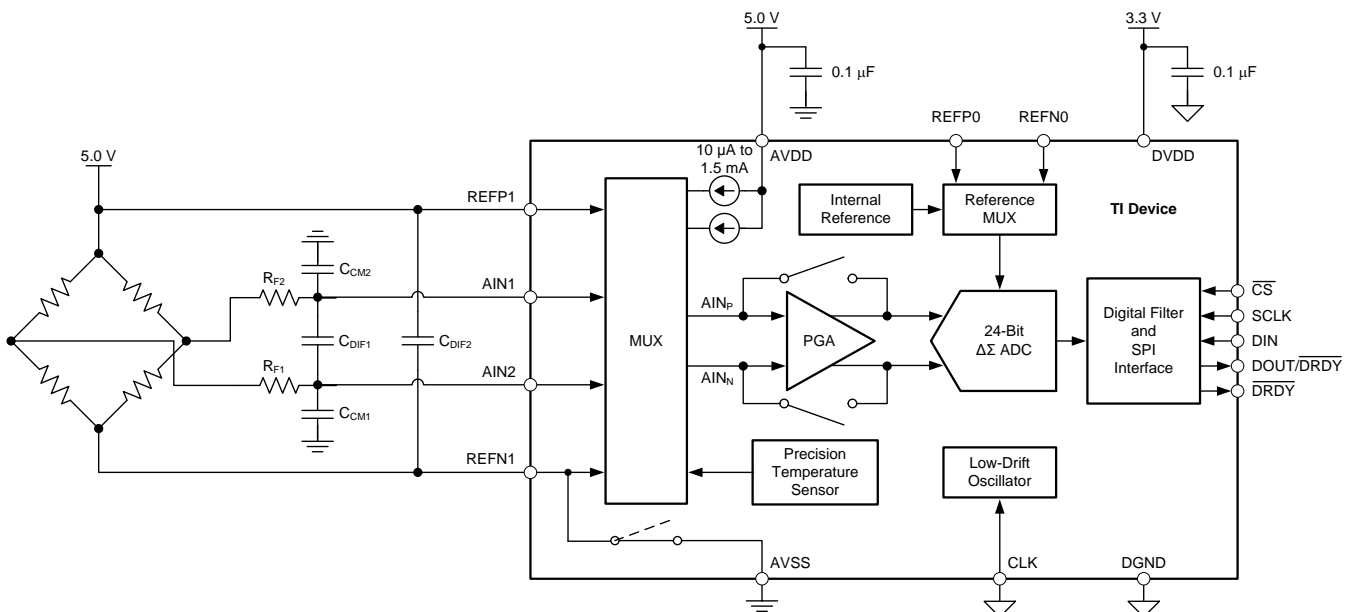 5.0 V
3.3 V
0.1 μF
0.1 μF
REFP0
REFN0
5.0 V
10 μA to
1.5 mA
AVDD
DVDD
REFP1
Internal
Reference
Reference
MUX
TI Device
C_CM2
R_F2
AIN1
AIN_P
CS
SCLK
DIN
DOUT/DRDY
DRDY
MUX
PGA
24-Bit
ΔΣ ADC
Digital Filter
and
SPI
Interface
C_DIF1
C_DIF2
R_F1
AIN2
AIN_N
C_CM1
REFN1
Precision
Temperature
Sensor
Low-Drift
Oscillator
AVSS
CLK
DGND